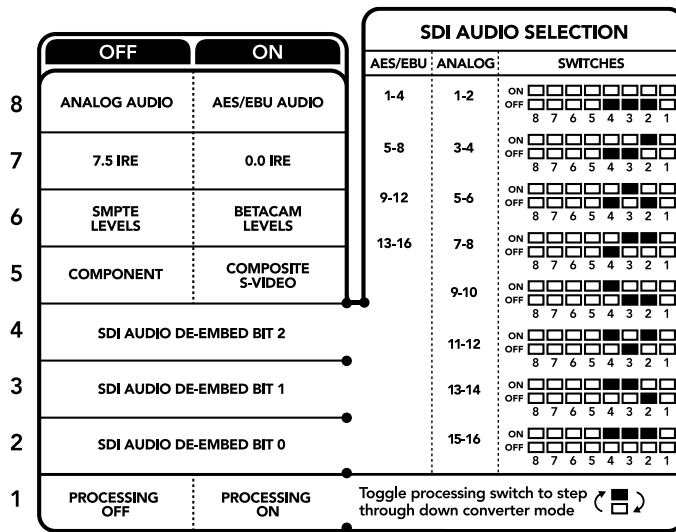 OFF ON
8 ANALOG AUDIO AES/EBU AUDIO
7 7.5 IRE 0.0 IRE
6 SMPTE LEVELS BETACAM LEVELS
5 COMPONENT COMPOSITE S-VIDEO
4 SDI AUDIO DE-EMBED BIT 2
3 SDI AUDIO DE-EMBED BIT 1
2 SDI AUDIO DE-EMBED BIT 0
1 PROCESSING OFF PROCESSING ON
SDI AUDIO SELECTION
AES/EBU ANALOG SWITCHES
1-4 1-2 ON
OFF
8 7 6 5 4 3 2 1
5-8 3-4 ON
OFF
8 7 6 5 4 3 2 1
9-12 5-6 ON
OFF
8 7 6 5 4 3 2 1
13-16 7-8 ON
OFF
8 7 6 5 4 3 2 1
9-10 ON
OFF
8 7 6 5 4 3 2 1
11-12 ON
OFF
8 7 6 5 4 3 2 1
13-14 ON
OFF
8 7 6 5 4 3 2 1
15-16 ON
OFF
8 7 6 5 4 3 2 1
Toggle processing switch to step
through down converter mode